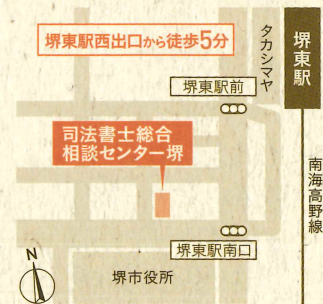 堺東駅西出口から徒歩5分
タカシマヤ
堺東駅
堺東駅前
司法書士総合
相談センター堺
南海高野線
堺東駅南口
堺市役所
N